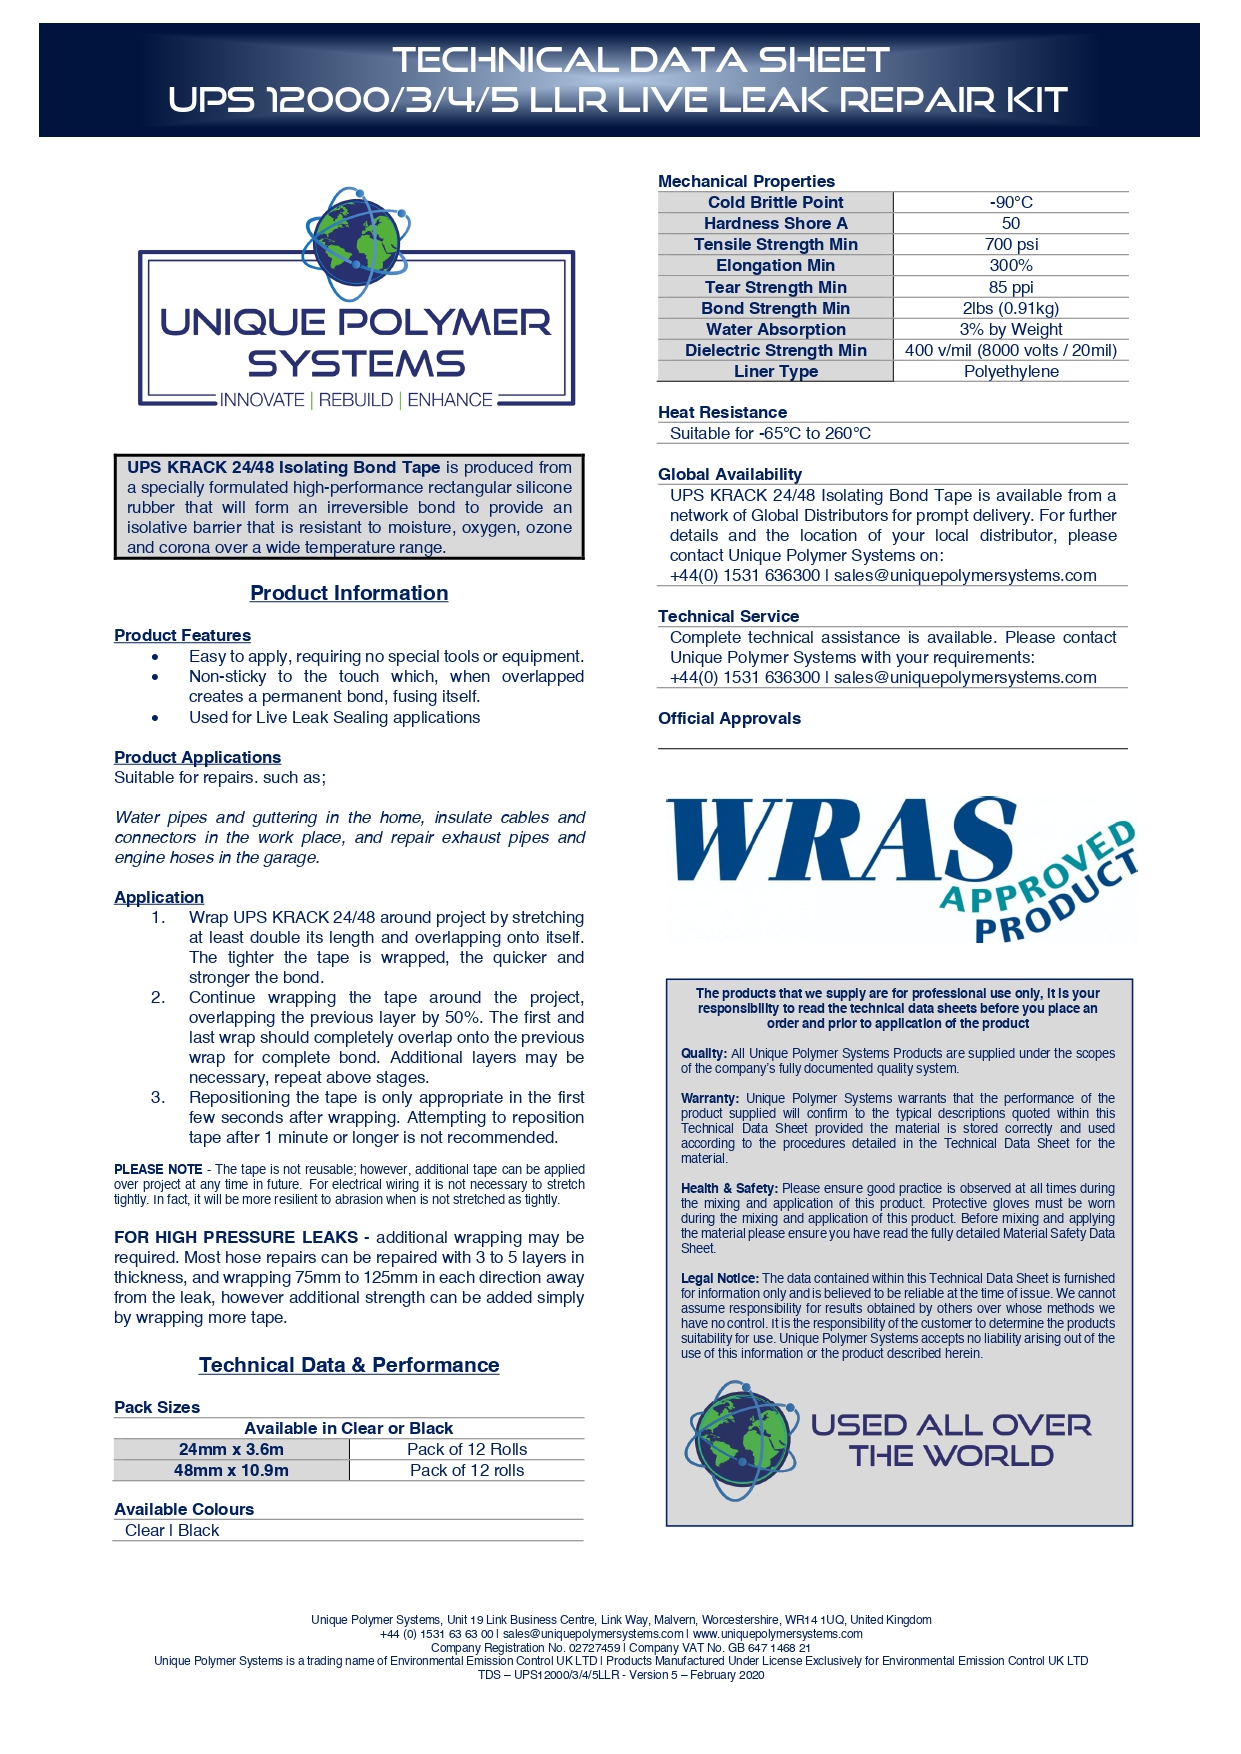 TECHNICAL DATA SHEET
UPS 12000/3/4/5 LLR LIVE LEAK REPAIR KIT
UNIQUE POLYMER
SYSTEMS
INNOVATE | REBUILD | ENHANCE
UPS KRACK 24/48 Isolating Bond Tape is produced from
a specially formulated high-performance rectangular silicone
rubber that will form an irreversible bond to provide an
isolative barrier that is resistant to moisture, oxygen, ozone
and corona over a wide temperature range.
Product Information
Product Features
• Easy to apply, requiring no special tools or equipment.
• Non-sticky to the touch which, when overlapped
creates a permanent bond, fusing itself.
• Used for Live Leak Sealing applications
Product Applications
Suitable for repairs. such as;
Water pipes and guttering in the home, insulate cables and
connectors in the work place, and repair exhaust pipes and
engine hoses in the garage.
Application
1. Wrap UPS KRACK 24/48 around project by stretching
at least double its length and overlapping onto itself.
The tighter the tape is wrapped, the quicker and
stronger the bond.
2. Continue wrapping the tape around the project,
overlapping the previous layer by 50%. The first and
last wrap should completely overlap onto the previous
wrap for complete bond. Additional layers may be
necessary, repeat above stages.
3. Repositioning the tape is only appropriate in the first
few seconds after wrapping. Attempting to reposition
tape after 1 minute or longer is not recommended.
PLEASE NOTE - The tape is not reusable; however, additional tape can be applied
over project at any time in future. For electrical wiring it is not necessary to stretch
tightly. In fact, it will be more resilient to abrasion when is not stretched as tightly.
FOR HIGH PRESSURE LEAKS - additional wrapping may be
required. Most hose repairs can be repaired with 3 to 5 layers in
thickness, and wrapping 75mm to 125mm in each direction away
from the leak, however additional strength can be added simply
by wrapping more tape.
Technical Data & Performance
Pack Sizes
Available in Clear or Black
24mm x 3.6m Pack of 12 Rolls
48mm x 10.9m Pack of 12 rolls
Available Colours
Clear | Black
Mechanical Properties
Cold Brittle Point -90°C
Hardness Shore A 50
Tensile Strength Min 700 psi
Elongation Min 300%
Tear Strength Min 85 ppi
Bond Strength Min 2lbs (0.91kg)
Water Absorption 3% by Weight
Dielectric Strength Min 400 v/mil (8000 volts / 20mil)
Liner Type Polyethylene
Heat Resistance
Suitable for -65°C to 260°C
Global Availability
UPS KRACK 24/48 Isolating Bond Tape is available from a
network of Global Distributors for prompt delivery. For further
details and the location of your local distributor, please
contact Unique Polymer Systems on:
+44(0) 1531 636300 | sales@uniquepolymersystems.com
Technical Service
Complete technical assistance is available. Please contact
Unique Polymer Systems with your requirements:
+44(0) 1531 636300 | sales@uniquepolymersystems.com
Official Approvals
WRAS
APPROVED
PRODUCT
The products that we supply are for professional use only, it is your
responsibility to read the technical data sheets before you place an
order and prior to application of the product
Quality: All Unique Polymer Systems Products are supplied under the scopes
of the company's fully documented quality system.
Warranty: Unique Polymer Systems warrants that the performance of the
product supplied will confirm to the typical descriptions quoted within this
Technical Data Sheet provided the material is stored correctly and used
according to the procedures detailed in the Technical Data Sheet for the
material.
Health & Safety: Please ensure good practice is observed at all times during
the mixing and application of this product. Protective gloves must be worn
during the mixing and application of this product. Before mixing and applying
the material please ensure you have read the fully detailed Material Safety Data
Sheet.
Legal Notice: The data contained within this Technical Data Sheet is furnished
for information only and is believed to be reliable at the time of issue. We cannot
assume responsibility for results obtained by others over whose methods we
have no control. It is the responsibility of the customer to determine the products
suitability for use. Unique Polymer Systems accepts no liability arising out of the
use of this information or the product described herein.
USED ALL OVER
THE WORLD
Unique Polymer Systems, Unit 19 Link Business Centre, Link Way, Malvern, Worcestershire, WR14 1UQ, United Kingdom
+44 (0) 1531 63 63 00 | sales@uniquepolymersystems.com | www.uniquepolymersystems.com
Company Registration No. 02727459 | Company VAT No. GB 647 1468 21
Unique Polymer Systems is a trading name of Environmental Emission Control UK LTD | Products Manufactured Under License Exclusively for Environmental Emission Control UK LTD
TDS – UPS12000/3/4/5LLR - Version 5 – February 2020